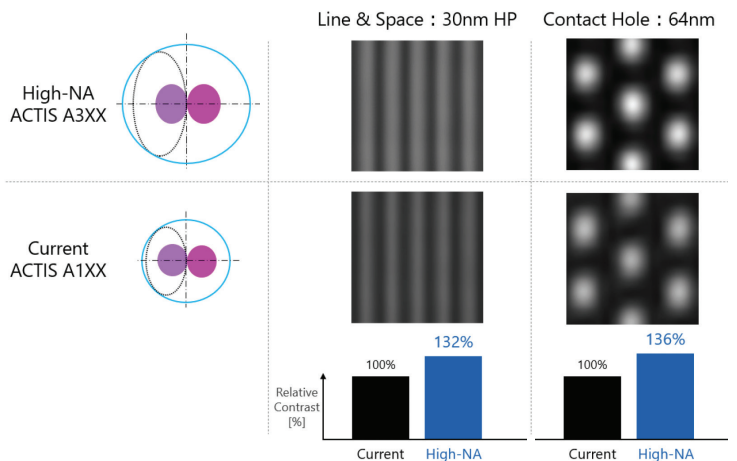 Line & Space : 30nm HP
Contact Hole : 64nm
High-NA
ACTIS A3XX
Current
ACTIS A1XX
132%
136%
100%
100%
Relative
Contrast
[%]
Current
High-NA
Current
High-NA